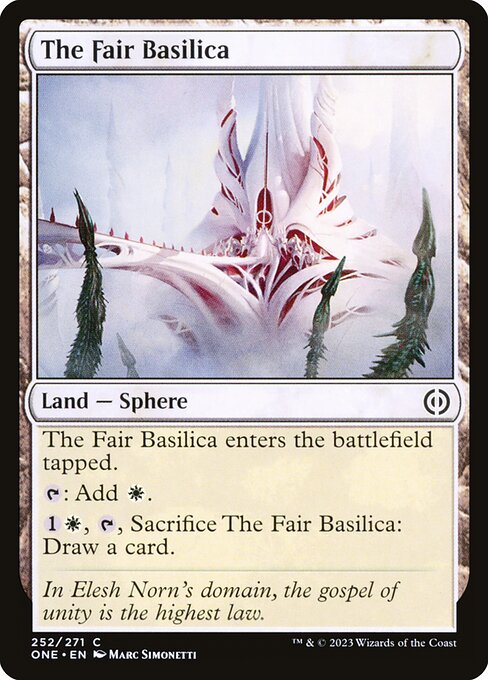 The Fair Basilica
Land — Sphere
The Fair Basilica enters the battlefield
tapped.
: Add .
1, , Sacrifice The Fair Basilica:
Draw a card.
In Elesh Norn's domain, the gospel of
unity is the highest law.
252/271 C
ONE • EN Marc Simonetti
™ & © 2023 Wizards of the Coast